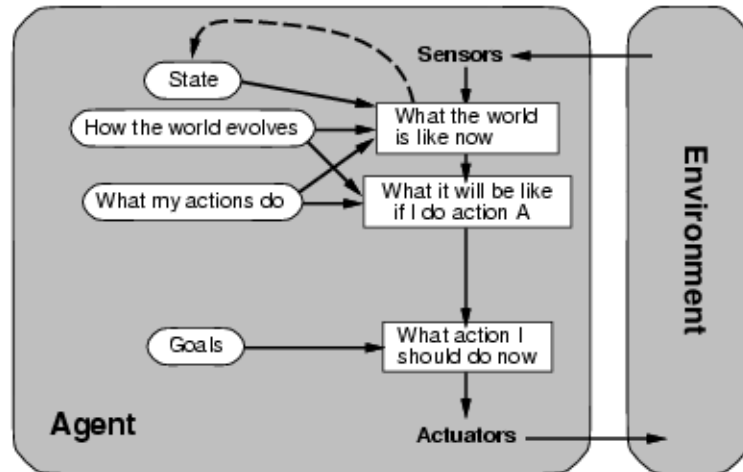 Sensors
State
What the world
is like now
How the world evolves
What my actions do
What it will be like
if I do action A
Goals
What action I
should do now
Agent
Actuators
Environment